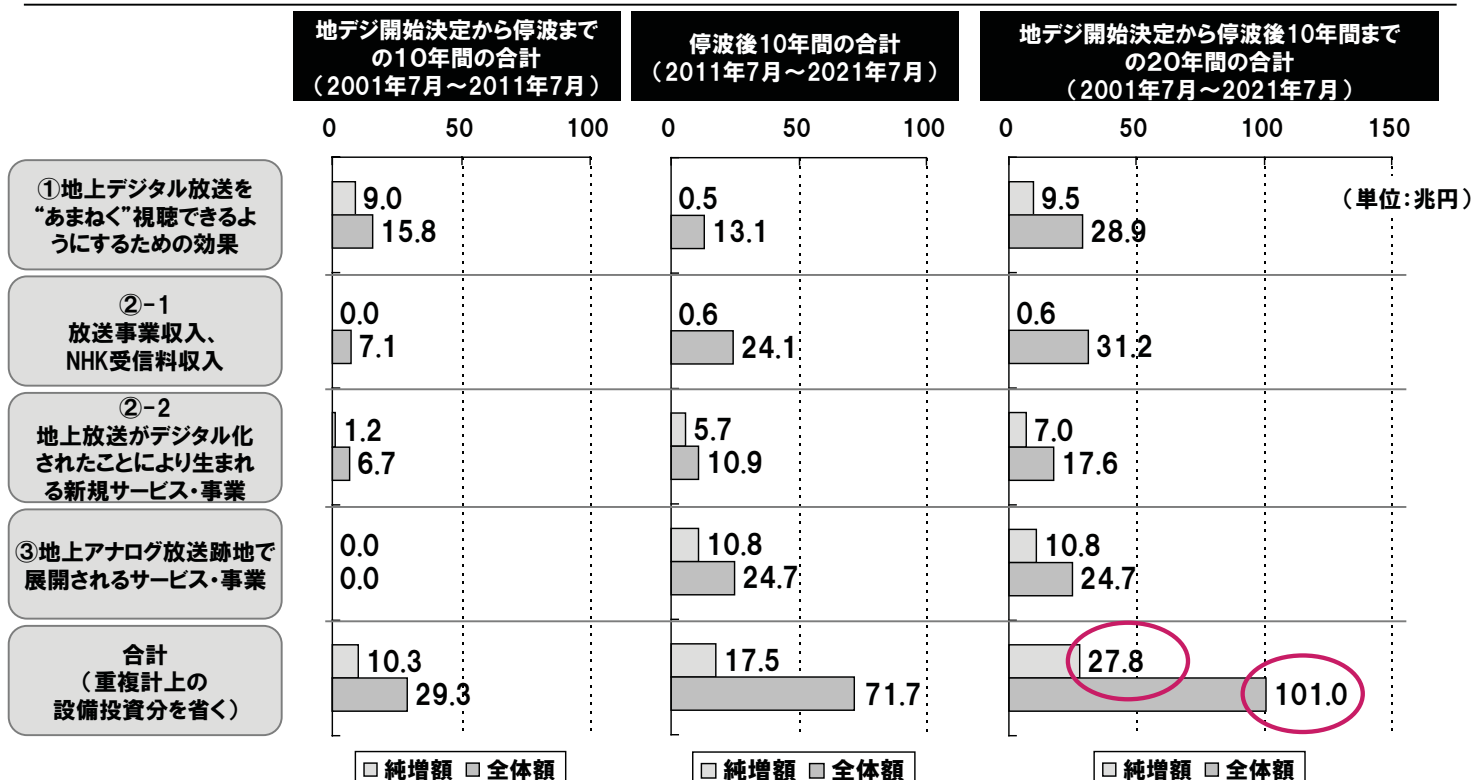 地デジ開始決定から停波まで
の10年間の合計
（2001年7月～2011年7月）
停波後10年間の合計
（2011年7月～2021年7月）
地デジ開始決定から停波後10年間まで
の20年間の合計
（2001年7月～2021年7月）
0 50 100
0 50 100
0 50 100 150
（単位：兆円）
①地上デジタル放送を
“あまねく”視聴できるよ
うにするための効果
9.0
15.8
0.5
13.1
9.5
28.9
②-1
放送事業収入、
NHK受信料収入
0.0
7.1
0.6
24.1
0.6
31.2
②-2
地上放送がデジタル化
されたことにより生まれ
る新規サービス・事業
1.2
6.7
5.7
10.9
7.0
17.6
③地上アナログ放送跡地で
展開されるサービス・事業
0.0
0.0
10.8
24.7
10.8
24.7
合計
（重複計上の
設備投資分を省く）
10.3
29.3
17.5
71.7
27.8
101.0
純増額 全体額
純増額 全体額
純増額 全体額